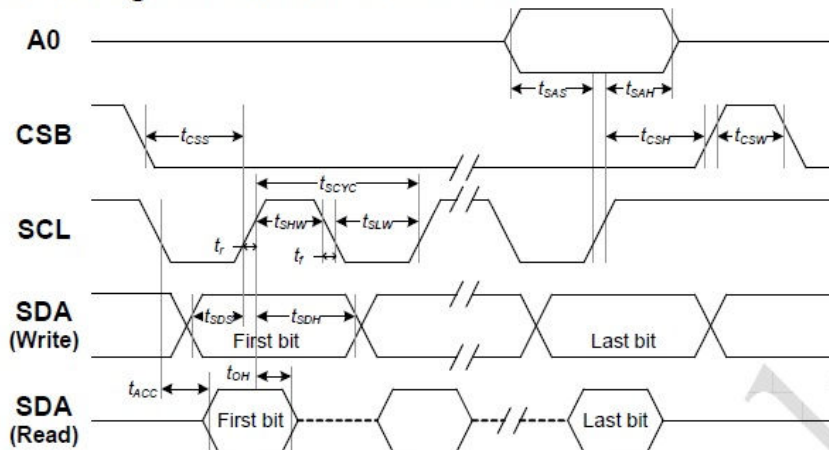 A0
tSAS
tSAH
CSB
tCSS
tCSH
tCSW
tSCYC
SCL
tr
tSHW
tf
tSLW
SDA
(Write)
tSDS
tSDH
First bit
Last bit
tACC
tOH
SDA
(Read)
First bit
Last bit